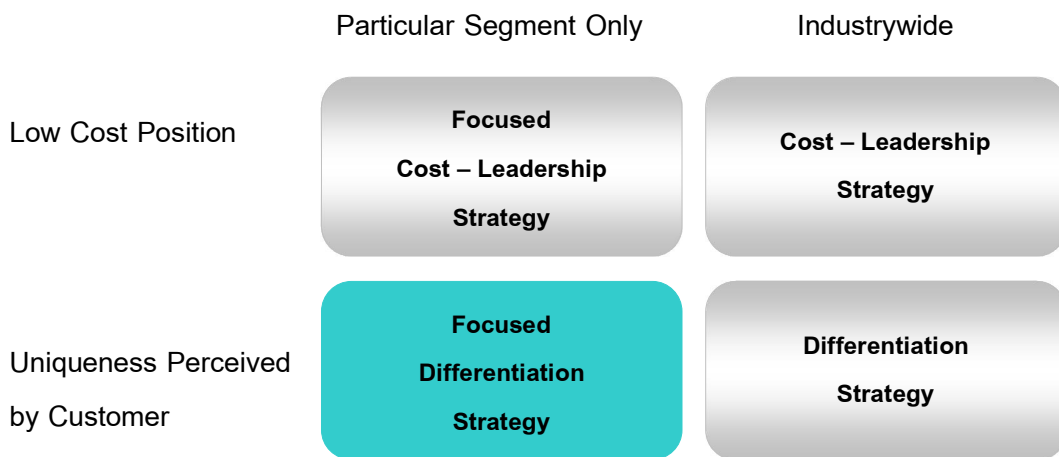 Particular Segment Only
Industrywide
Low Cost Position
Focused
Cost – Leadership
Strategy
Cost – Leadership
Strategy
Uniqueness Perceived
by Customer
Focused
Differentiation
Strategy
Differentiation
Strategy